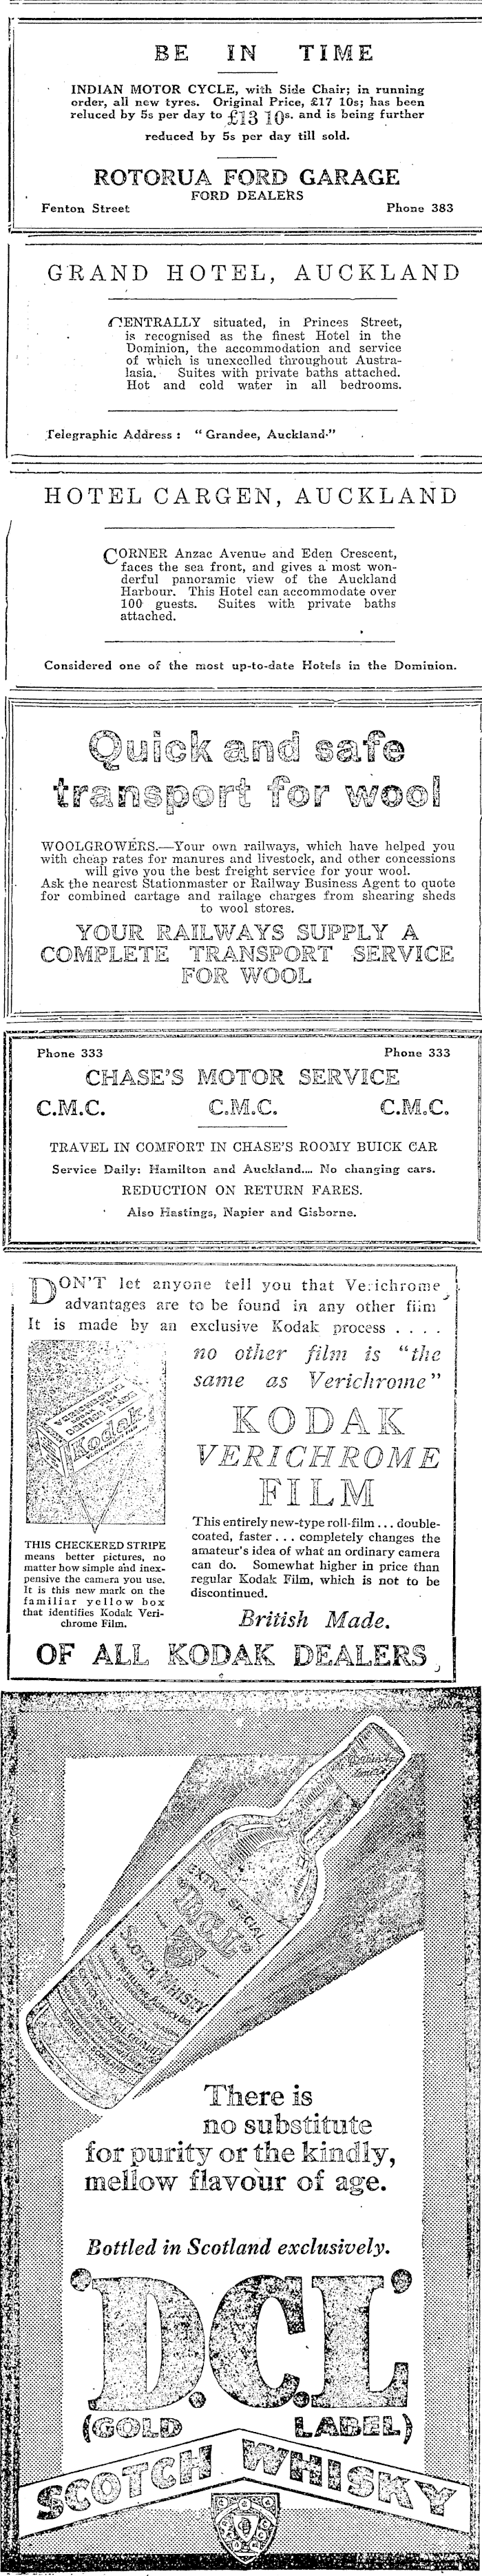 BE IN TIME
INDIAN MOTOR CYCLE, with Side Chair; in running
order, all new tyres. Original Price, £17 10s; has been
reluced by 5s per day to £13 10s. and is being further
reduced by 5s per day till sold.
ROTORUA FORD GARAGE
FORD DEALERS
Fenton Street Phone 383
GRAND HOTEL, AUCKLAND
CENTRALLY situated, in Princes Street,
is recognised as the finest Hotel in the
Dominion, the accommodation and service
of which is unexcelled throughout Austra-
lasia. Suites with private baths attached.
Hot and cold water in all bedrooms.
Telegraphic Address: "Grandee, Auckland."
HOTEL CARGEN, AUCKLAND
CORNER Anzac Avenue and Eden Crescent,
faces the sea front, and gives a most won-
derful panoramic view of the Auckland
Harbour. This Hotel can accommodate over
100 guests. Suites with private baths
attached.
Considered one of the most up-to-date Hotels in the Dominion.
Quick and safe
transport for wool
WOOLGROWERS.—Your own railways, which have helped you
with cheap rates for manures and livestock, and other concessions
will give you the best freight service for your wool.
Ask the nearest Stationmaster or Railway Business Agent to quote
for combined cartage and railage charges from shearing sheds
to wool stores.
YOUR RAILWAYS SUPPLY A
COMPLETE TRANSPORT SERVICE
FOR WOOL
Phone 333 Phone 333
CHASE'S MOTOR SERVICE
C.M.C. C.M.C. C.M.C.
TRAVEL IN COMFORT IN CHASE'S ROOMY BUICK CAR
Service Daily: Hamilton and Auckland.... No changing cars.
REDUCTION ON RETURN FARES.
Also Hastings, Napier and Gisborne.
DON'T let anyone tell you that Verichrome
advantages are to be found in any other film
It is made by an exclusive Kodak process . . . .
no other film is "the
same as Verichrome"
KODAK
VERICHROME
FILM
Kodak
VERICHROME FILM
This entirely new-type roll-film . . . double-
coated, faster . . . completely changes the
amateur's idea of what an ordinary camera
can do. Somewhat higher in price than
regular Kodak Film, which is not to be
discontinued.
THIS CHECKERED STRIPE
means better pictures, no
matter how simple and inex-
pensive the camera you use.
It is this new mark on the
familiar yellow box
that identifies Kodak Veri-
chrome Film.
British Made.
OF ALL KODAK DEALERS
EXTRA SPECIAL
"D.C.L"
SCOTCH WHISKY
There is
no substitute
for purity or the kindly,
mellow flavour of age.
Bottled in Scotland exclusively.
'D.C.L'
(GOLD LABEL)
SCOTCH WHISKY